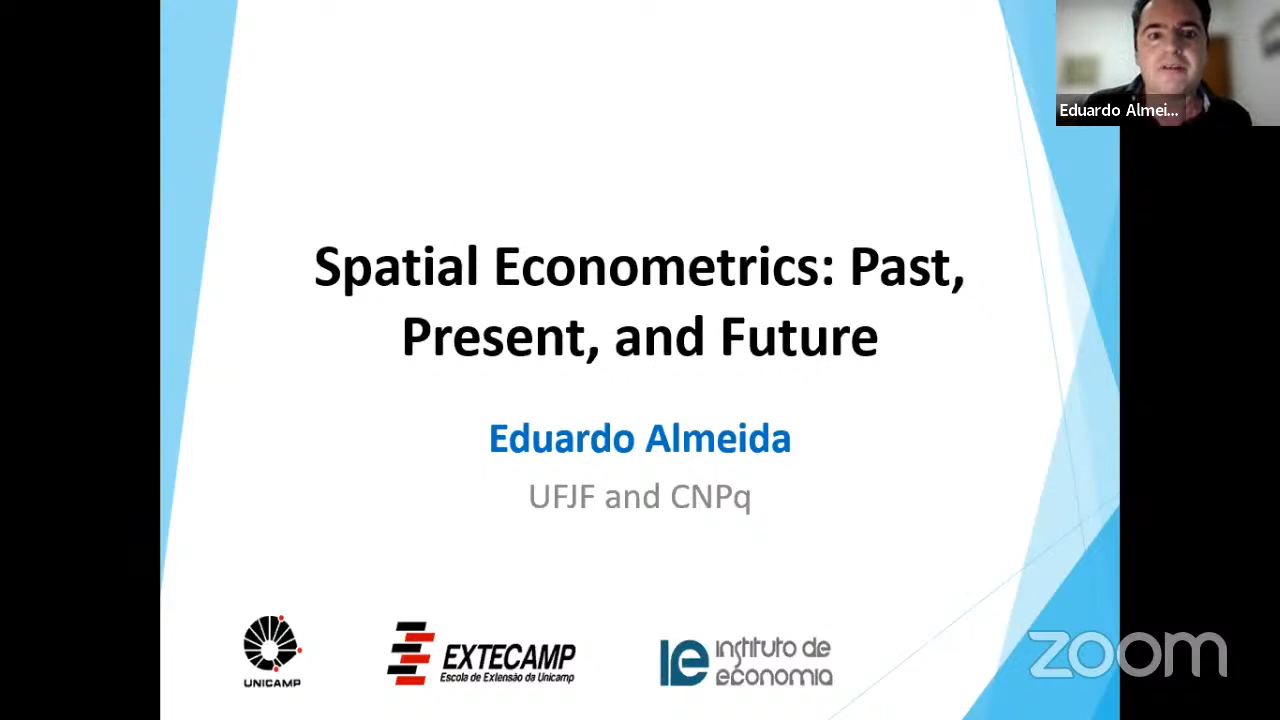 Eduardo Almei...
Spatial Econometrics: Past,
Present, and Future
Eduardo Almeida
UFJF and CNPq
UNICAMP
EXTECAMP
Escola de Extensão da Unicamp
ie instituto de
economia
zoom